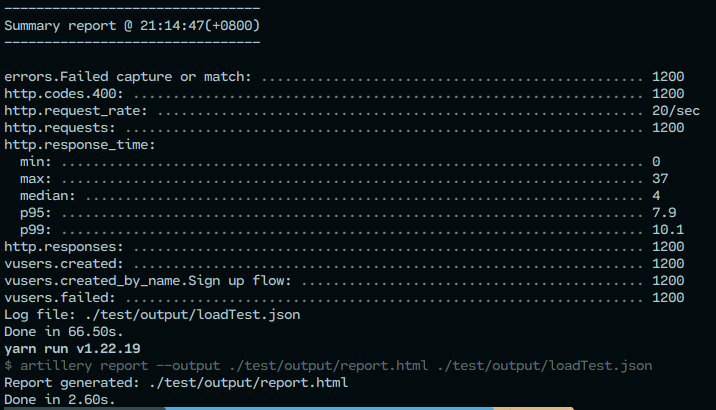 --------------------------------
Summary report @ 21:14:47(+0800)
--------------------------------
errors.Failed capture or match: ................................................ 1200
http.codes.400: ................................................................ 1200
http.request_rate: ............................................................. 20/sec
http.requests: ................................................................. 1200
http.response_time:
  min: ......................................................................... 0
  max: ......................................................................... 37
  median: ...................................................................... 4
  p95: ......................................................................... 7.9
  p99: ......................................................................... 10.1
http.responses: ................................................................ 1200
vusers.created: ................................................................ 1200
vusers.created_by_name.Sign up flow: ........................................... 1200
vusers.failed: ................................................................. 1200
Log file: ./test/output/loadTest.json
Done in 66.50s.
yarn run v1.22.19
$ artillery report --output ./test/output/report.html ./test/output/loadTest.json
Report generated: ./test/output/report.html
Done in 2.60s.